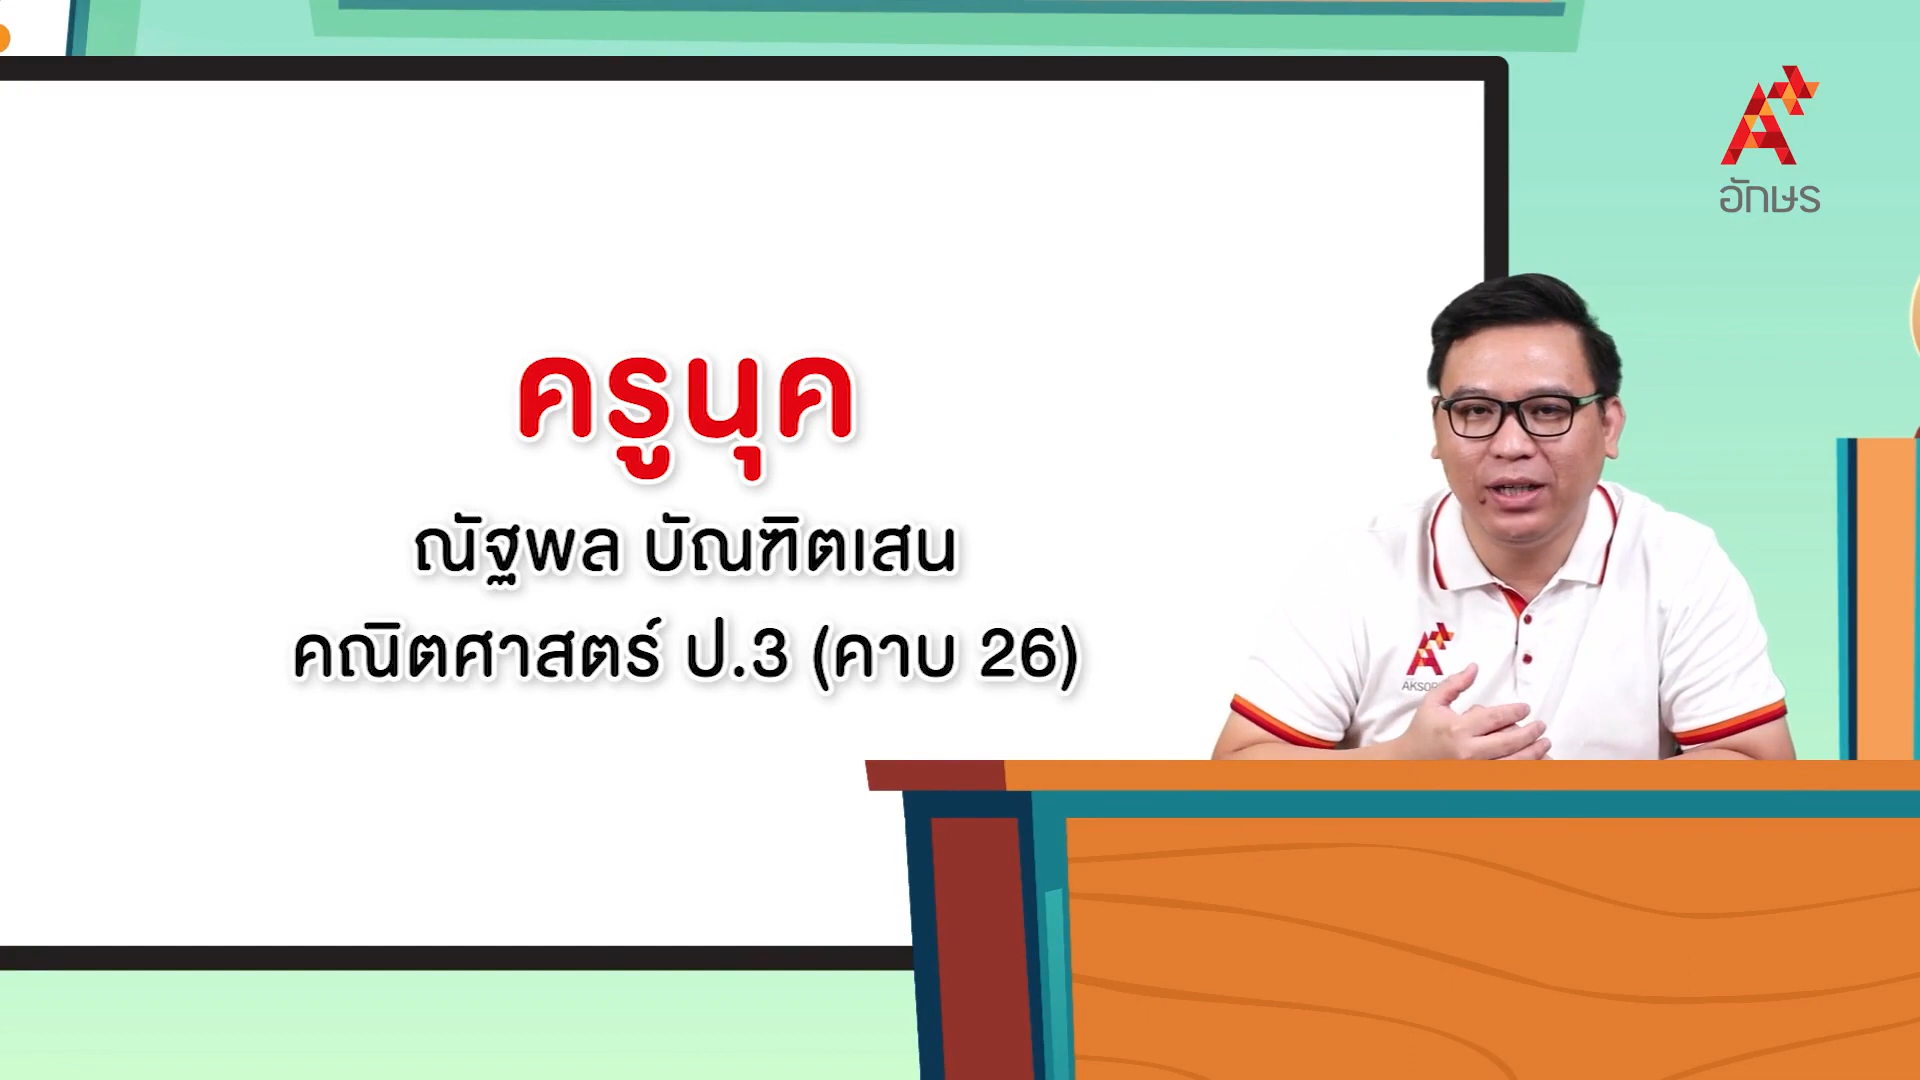 อักษร
ครูนุค
ณัฐพล บัณฑิตเสน
คณิตศาสตร์ ป.3 (คาบ 26)